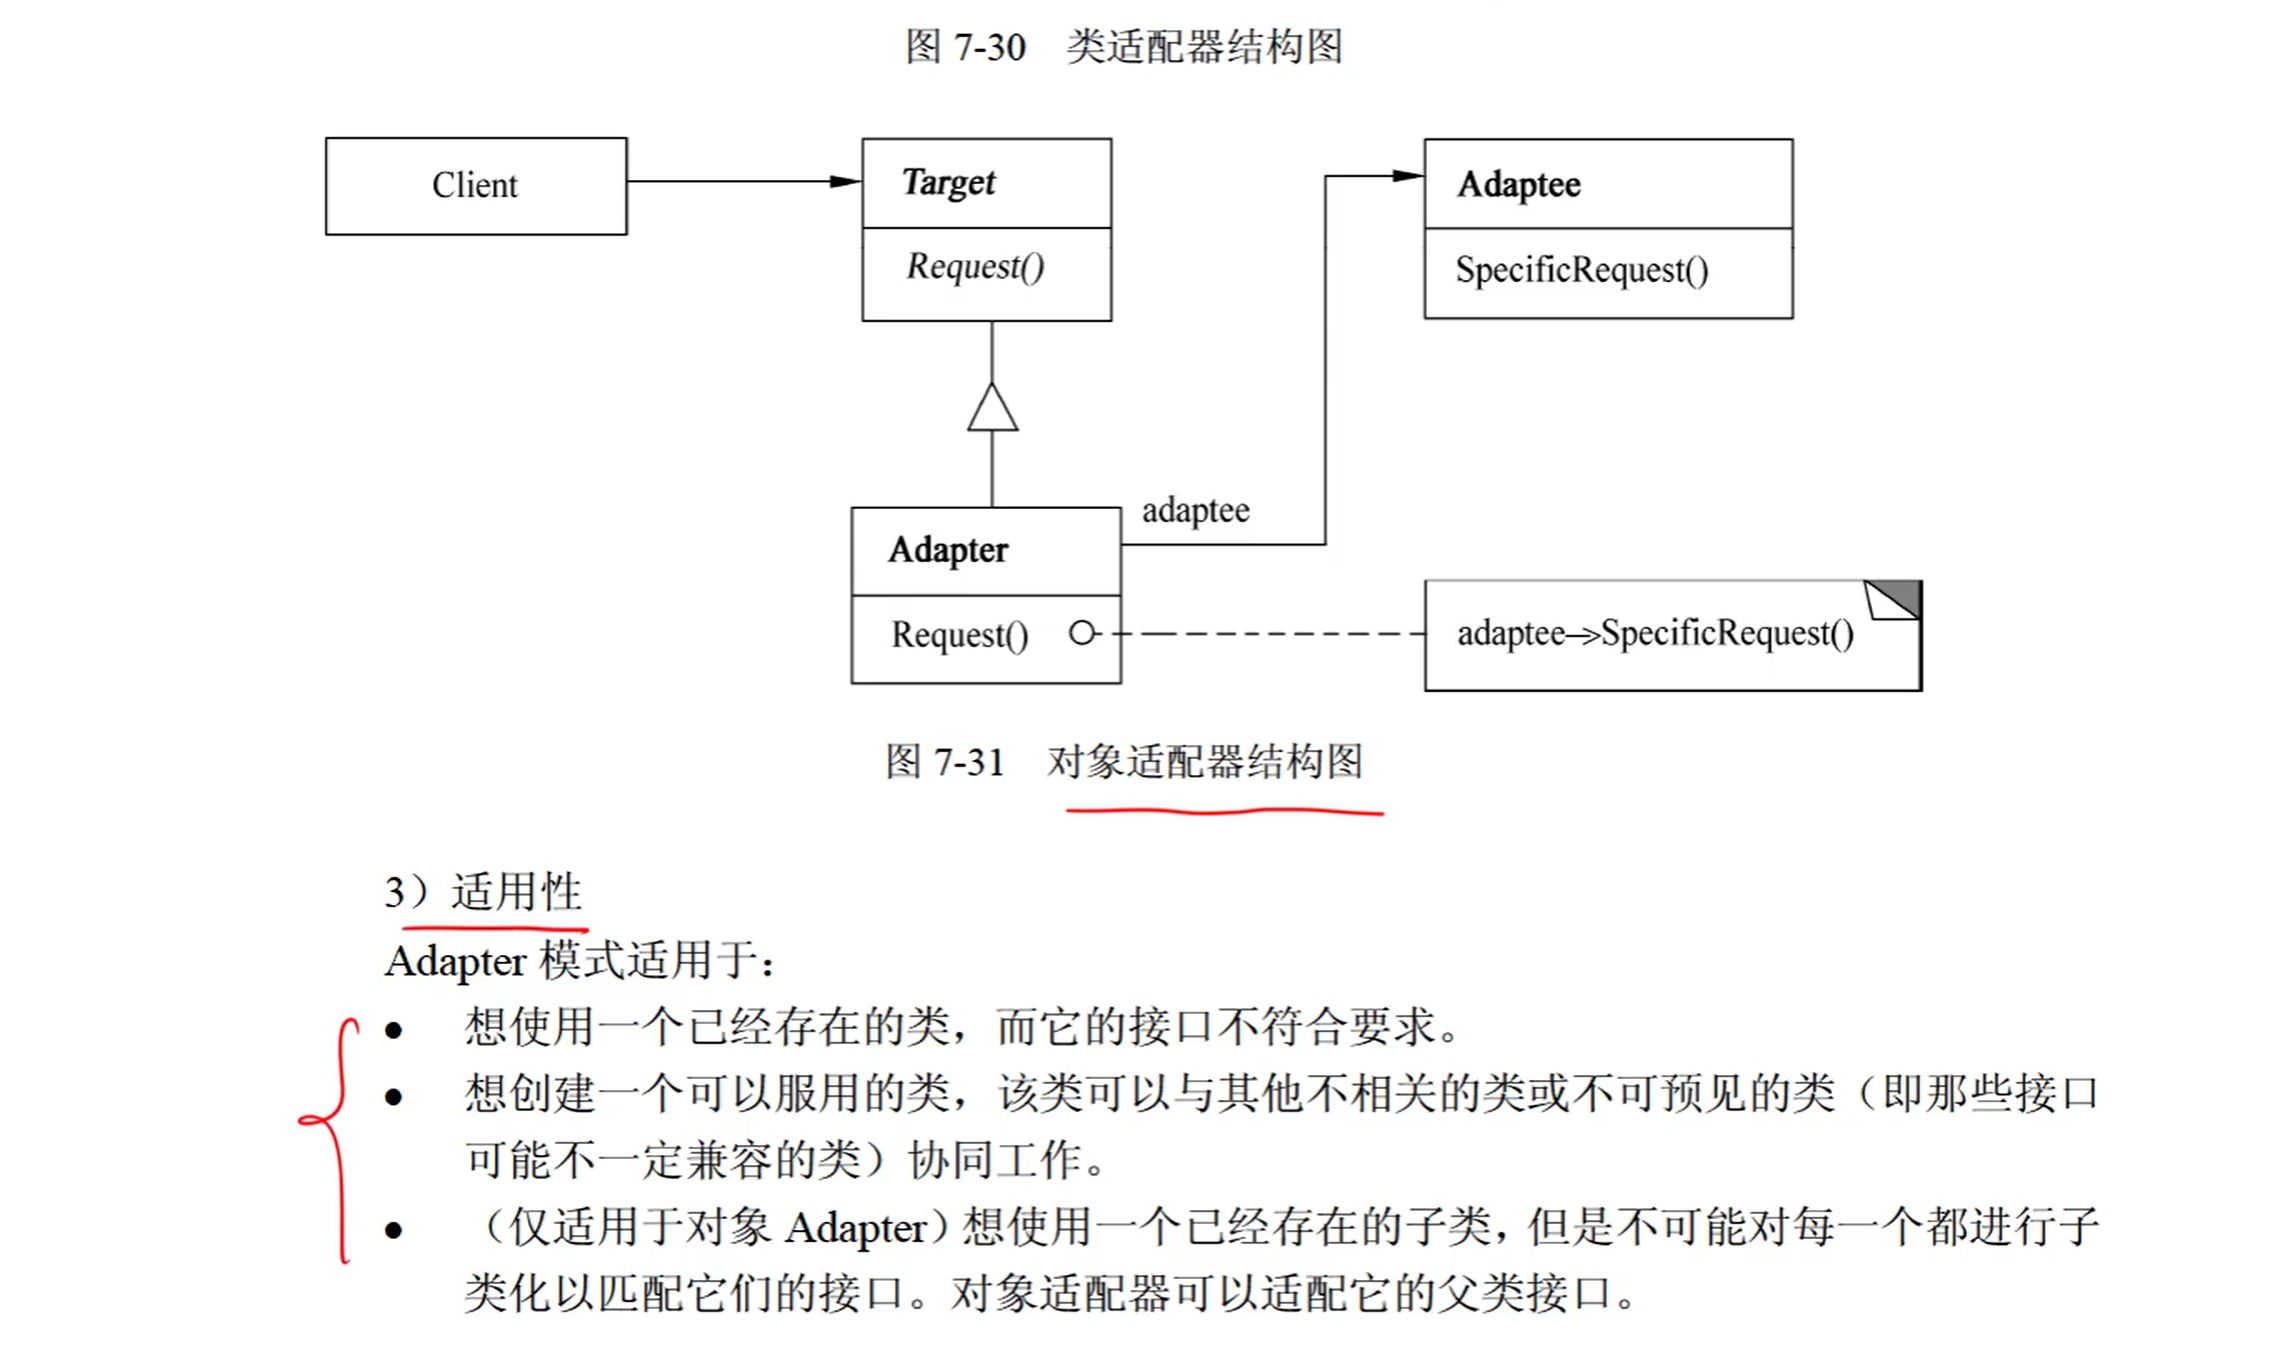 图 7-30 类适配器结构图
Client
Target
Request()
Adaptee
SpecificRequest()
adaptee
Adapter
Request()
adaptee–>SpecificRequest()
图 7-31 对象适配器结构图
3）适用性
Adapter 模式适用于：
● 想使用一个已经存在的类，而它的接口不符合要求。
● 想创建一个可以服用的类，该类可以与其他不相关的类或不可预见的类（即那些接口
可能不一定兼容的类）协同工作。
● （仅适用于对象 Adapter）想使用一个已经存在的子类，但是不可能对每一个都进行子
类化以匹配它们的接口。对象适配器可以适配它的父类接口。